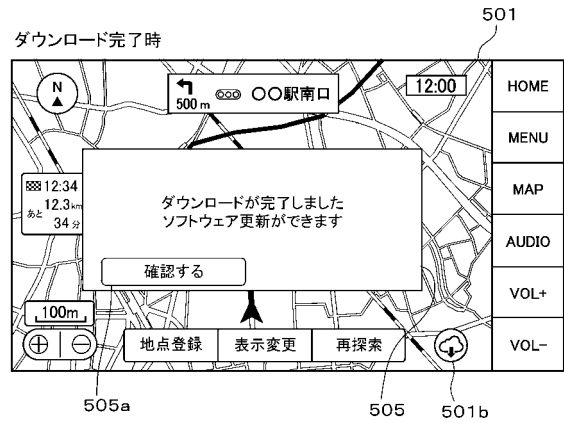 501
ダウンロード完了時
N
500 m
〇〇駅南口
12:00
HOME
MENU
MAP
AUDIO
VOL+
VOL−
12:34
あと 12.3km
34分
ダウンロードが完了しました
ソフトウェア更新ができます
確認する
100m
⊕
⊖
地点登録
表示変更
再探索
505a
505
501b